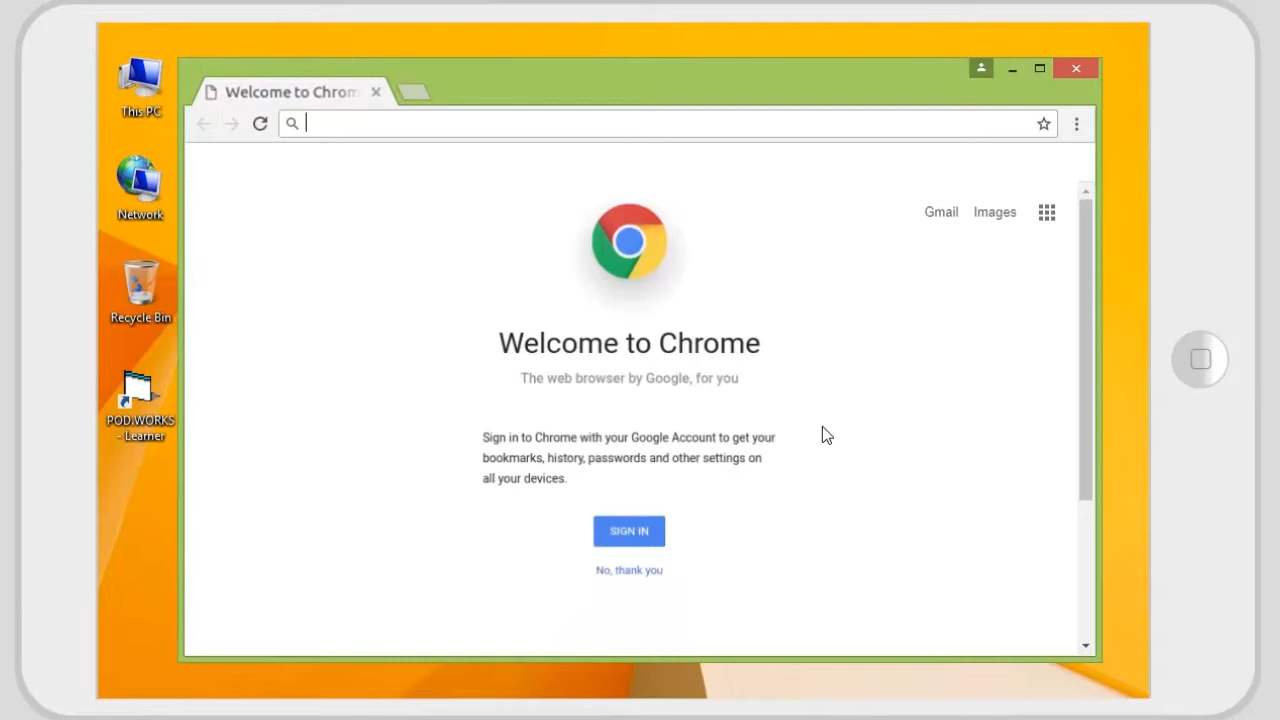 This PC
Network
Recycle Bin
POD.WORKS
- Learner
Welcome to Chrom
Gmail Images
Welcome to Chrome
The web browser by Google, for you
Sign in to Chrome with your Google Account to get your
bookmarks, history, passwords and other settings on
all your devices.
SIGN IN
No, thank you